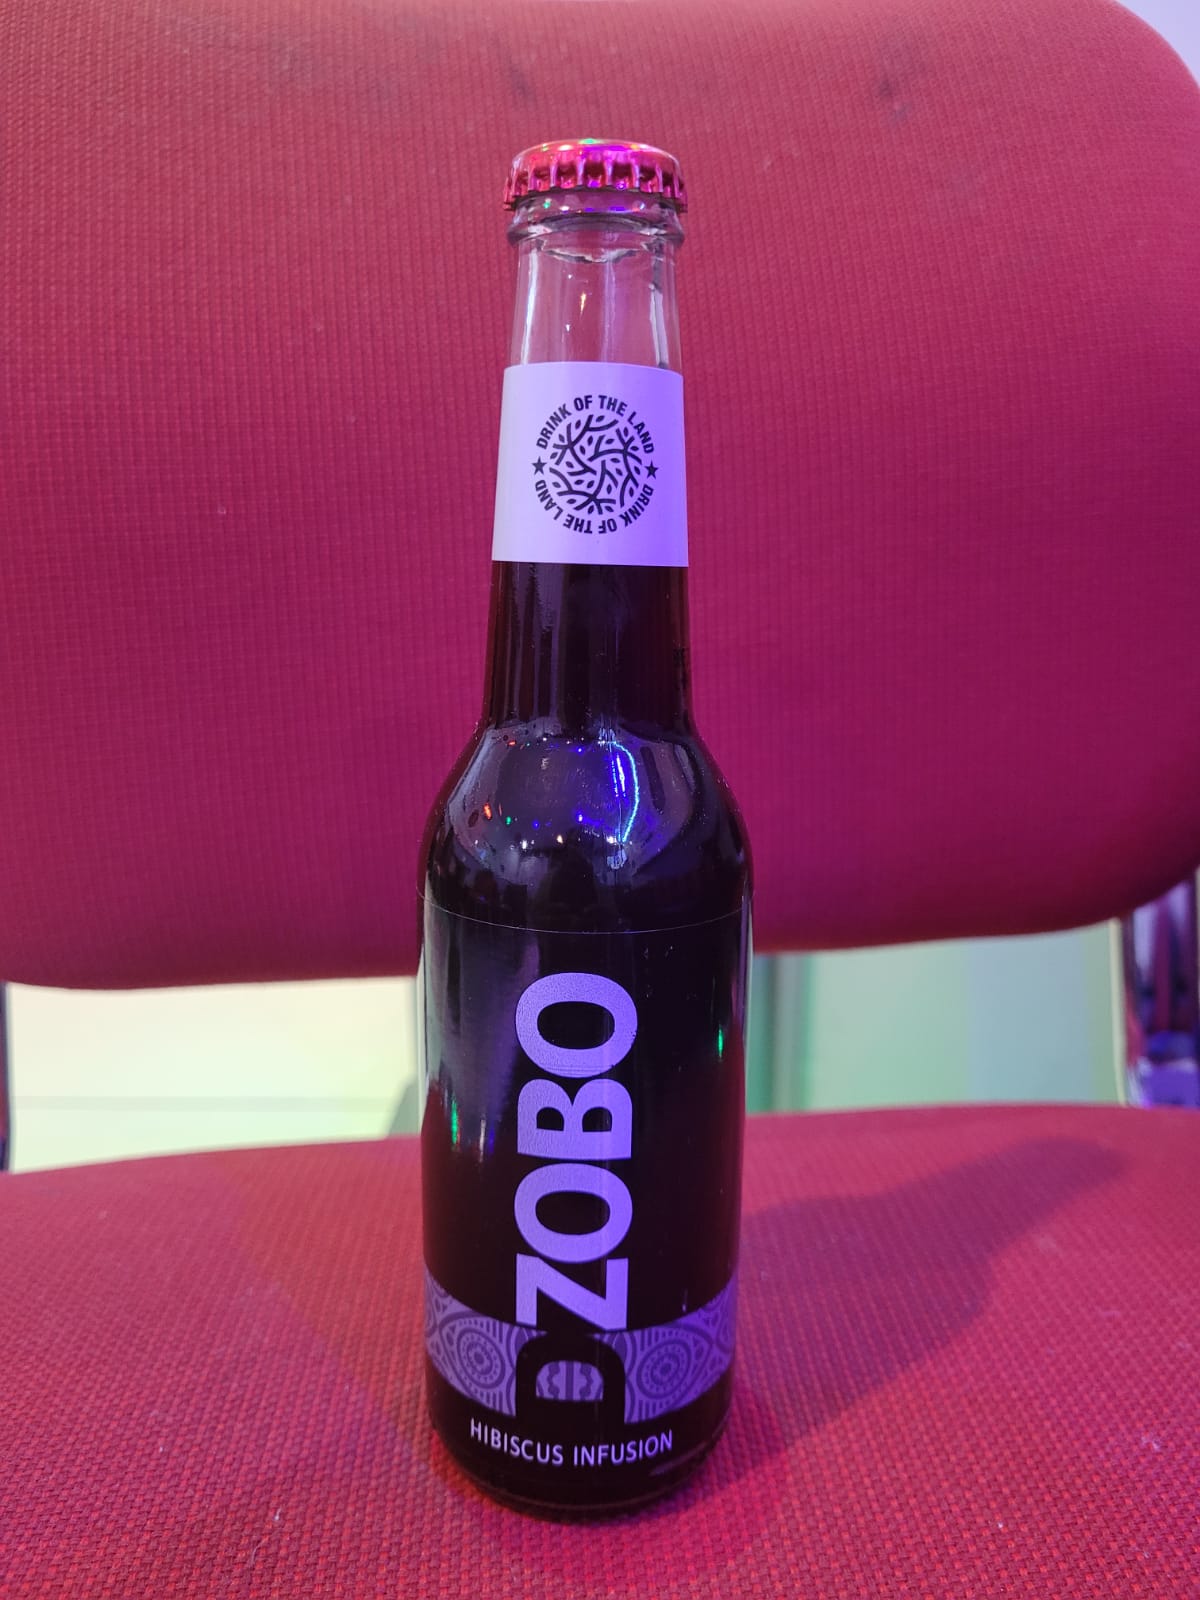 DRINK OF THE LAND ★ DRINK OF THE LAND ★
DZOBO
HIBISCUS INFUSION